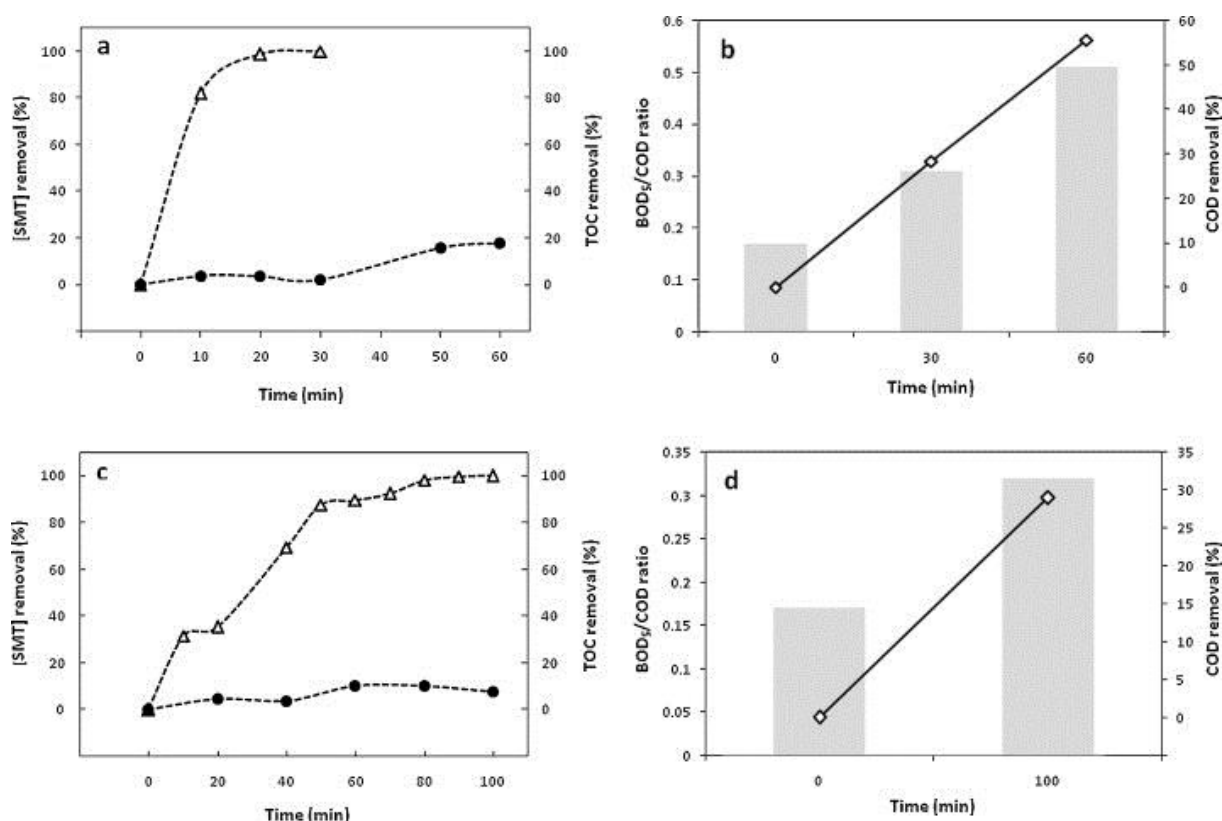 a
[SMT] removal (%)
100
80
60
40
20
0
TOC removal (%)
100
80
60
40
20
0
0 10 20 30 40 50 60
Time (min)
b
BOD₅/COD ratio
0.6
0.5
0.4
0.3
0.2
0.1
0
COD removal (%)
60
50
40
30
20
10
0
0 30 60
Time (min)
c
[SMT] removal (%)
100
80
60
40
20
0
TOC removal (%)
100
80
60
40
20
0
0 20 40 60 80 100
Time (min)
d
BOD₅/COD ratio
0.35
0.3
0.25
0.2
0.15
0.1
0.05
0
COD removal (%)
35
30
25
20
15
10
5
0
0 100
Time (min)